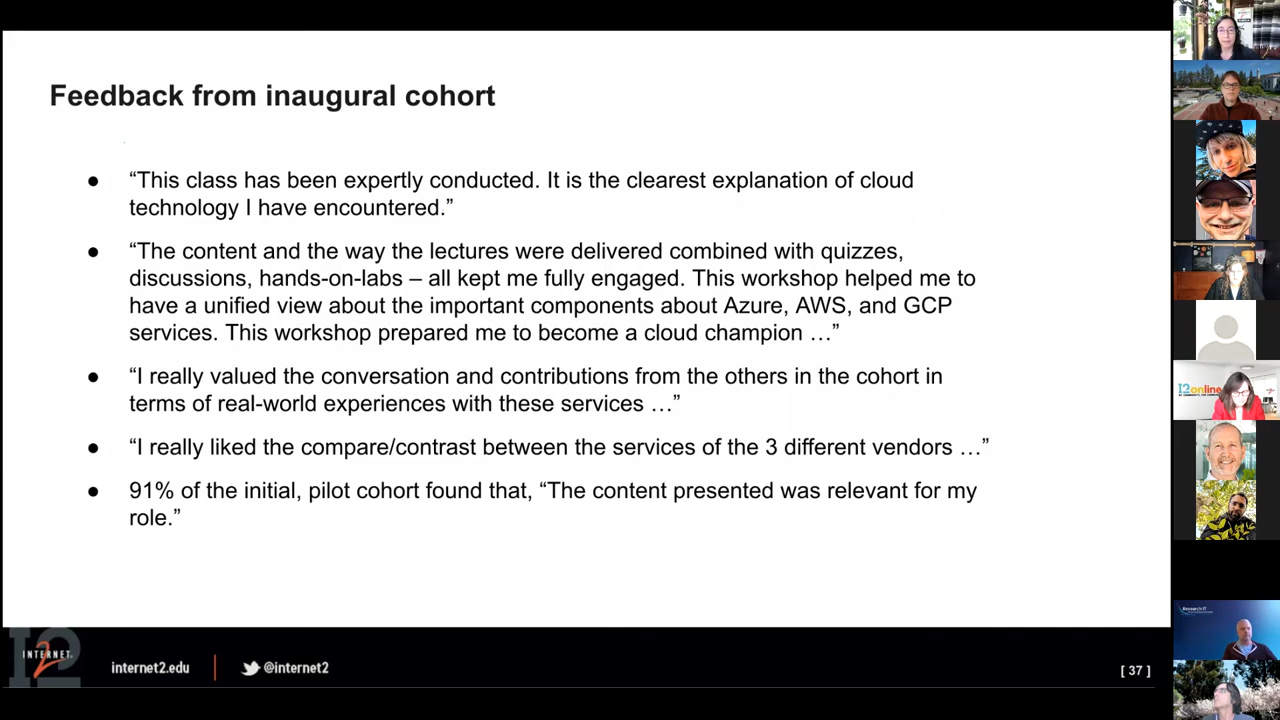 Feedback from inaugural cohort
● “This class has been expertly conducted. It is the clearest explanation of cloud
technology I have encountered.”
● “The content and the way the lectures were delivered combined with quizzes,
discussions, hands-on-labs – all kept me fully engaged. This workshop helped me to
have a unified view about the important components about Azure, AWS, and GCP
services. This workshop prepared me to become a cloud champion …”
● “I really valued the conversation and contributions from the others in the cohort in
terms of real-world experiences with these services …”
● “I really liked the compare/contrast between the services of the 3 different vendors …”
● 91% of the initial, pilot cohort found that, “The content presented was relevant for my
role.”
INTERNET
2
internet2.edu
@internet2
[ 37 ]
I2online
Research IT